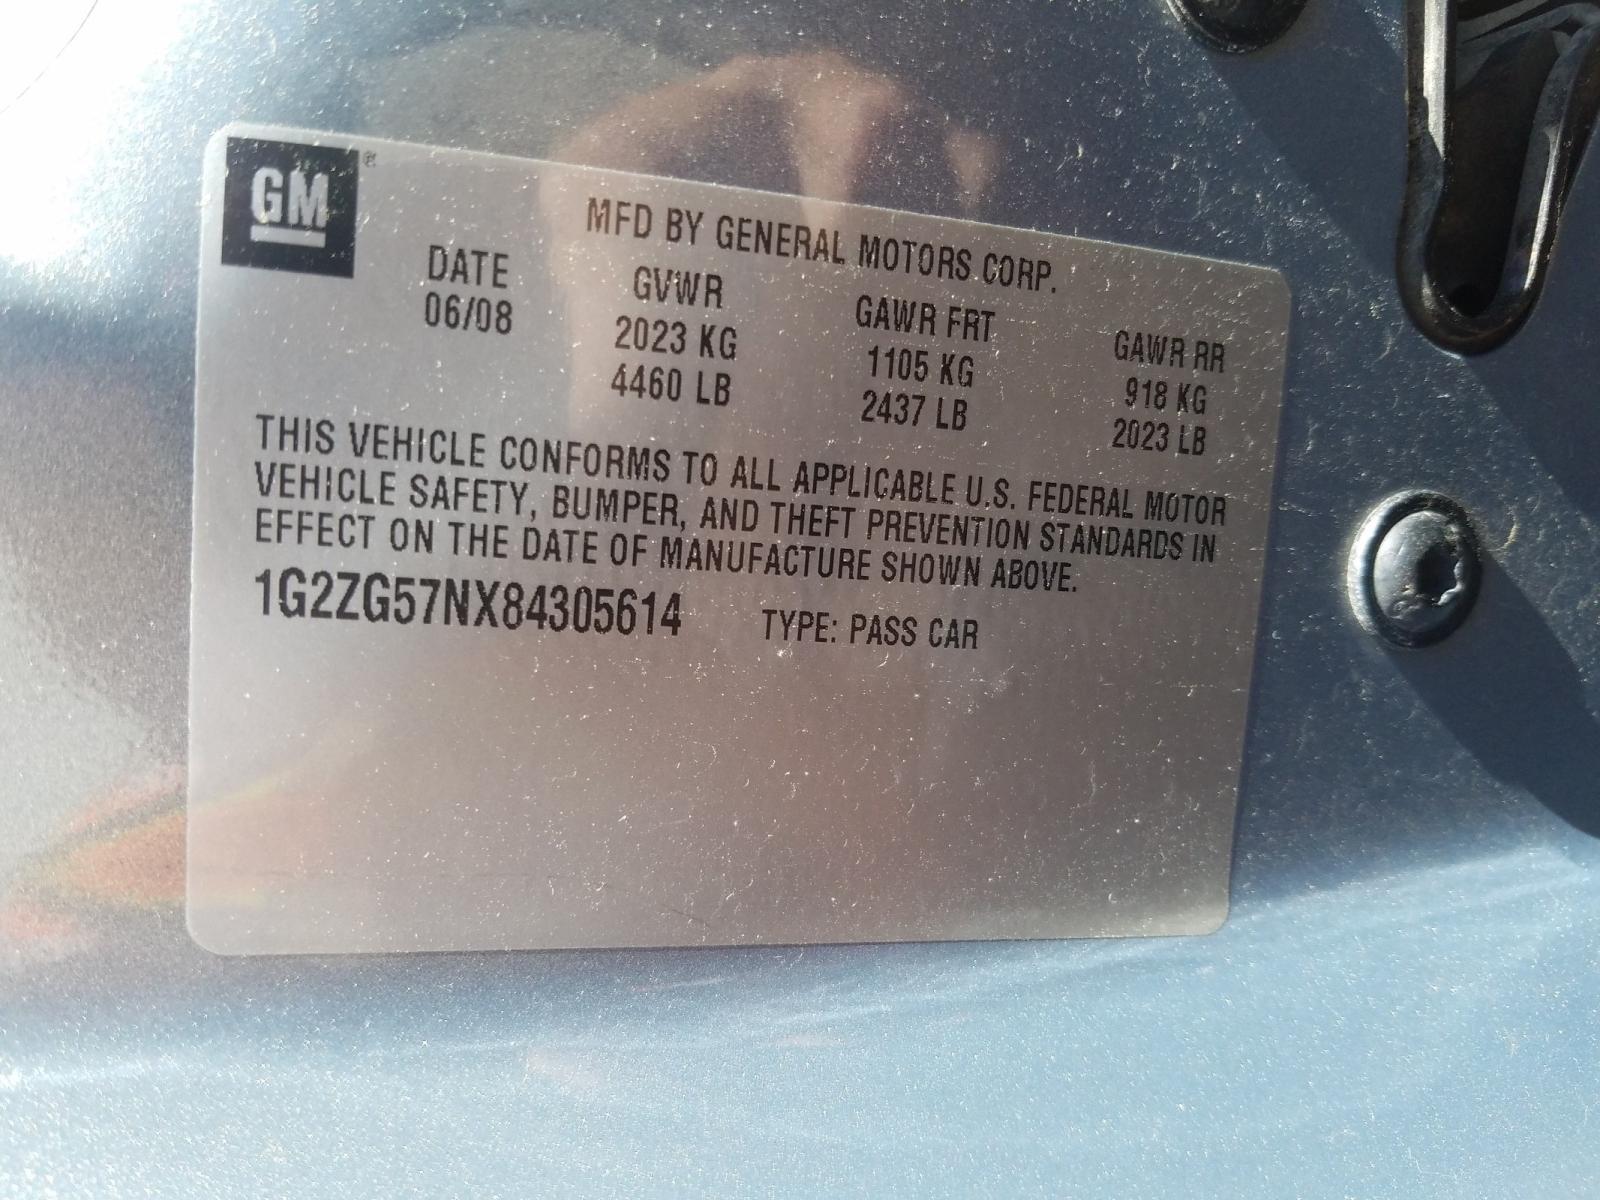 GM®
MFD BY GENERAL MOTORS CORP.
DATE GVWR GAWR FRT GAWR RR
06/08 2023 KG 1105 KG 918 KG
4460 LB 2437 LB 2023 LB
THIS VEHICLE CONFORMS TO ALL APPLICABLE U.S. FEDERAL MOTOR
VEHICLE SAFETY, BUMPER, AND THEFT PREVENTION STANDARDS IN
EFFECT ON THE DATE OF MANUFACTURE SHOWN ABOVE.
1G2ZG57NX84305614 TYPE: PASS CAR